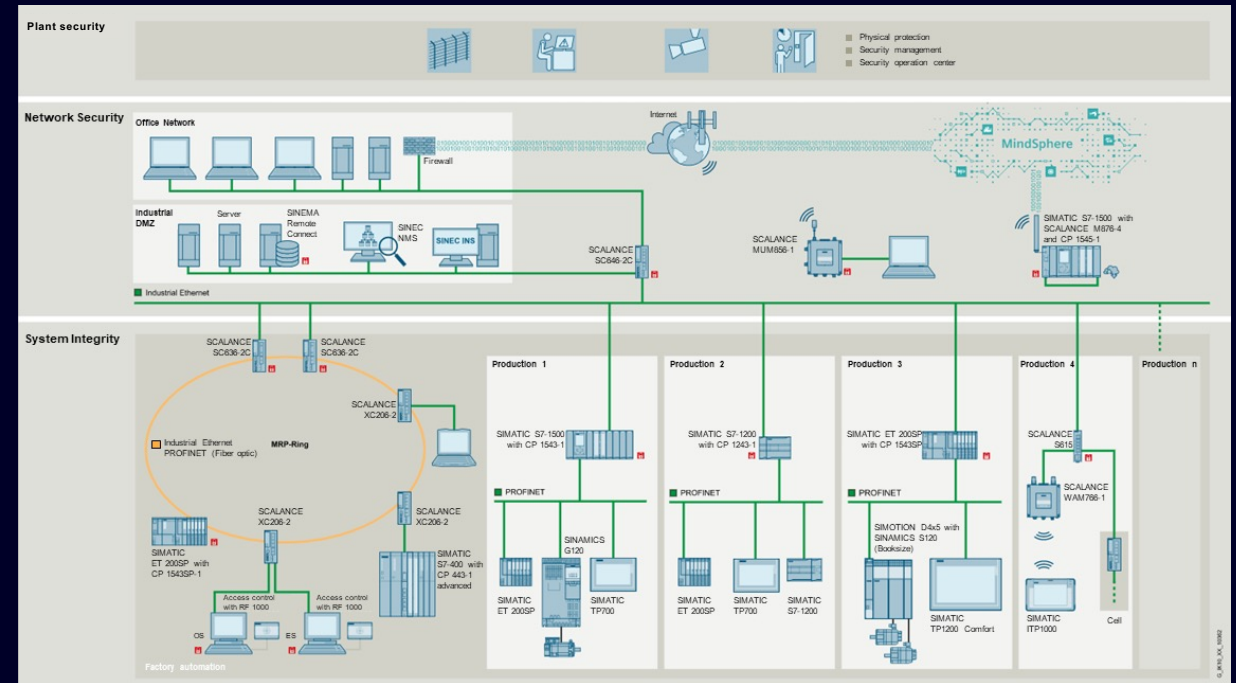 Plant security
Physical protection
Security management
Security operation center
Network Security
Office Network
Firewall
Internet
MindSphere
Industrial
DMZ
Server
SINEMA
Remote
Connect
SINEC
NMS
SINEC INS
SCALANCE
SC646-2C
SCALANCE
MUM856-1
SIMATIC S7-1500 with
SCALANCE M876-4
and CP 1545-1
Industrial Ethernet
System Integrity
SCALANCE
SC636-2C
SCALANCE
SC636-2C
SCALANCE
XC206-2
Industrial Ethernet
PROFINET (Fiber optic)
MRP-Ring
SCALANCE
XC206-2
SCALANCE
XC206-2
SIMATIC
ET 200SP with
CP 1543SP-1
SIMATIC
S7-400 with
CP 443-1
advanced
Access control
with RF 1000
Access control
with RF 1000
OS
ES
Factory automation
Production 1
SIMATIC S7-1500
with CP 1543-1
PROFINET
SINAMICS
G120
SIMATIC
ET 200SP
SIMATIC
TP700
Production 2
SIMATIC S7-1200
with CP 1243-1
PROFINET
SIMATIC
ET 200SP
SIMATIC
TP700
SIMATIC
S7-1200
Production 3
SIMATIC ET 200SP
with CP 1543SP
PROFINET
SIMOTION D4x5 with
SINAMICS S120
(Booksize)
SIMATIC
TP1200 Comfort
Production 4
SCALANCE
S615
SCALANCE
WAM766-1
SIMATIC
ITP1000
Cell
Production n